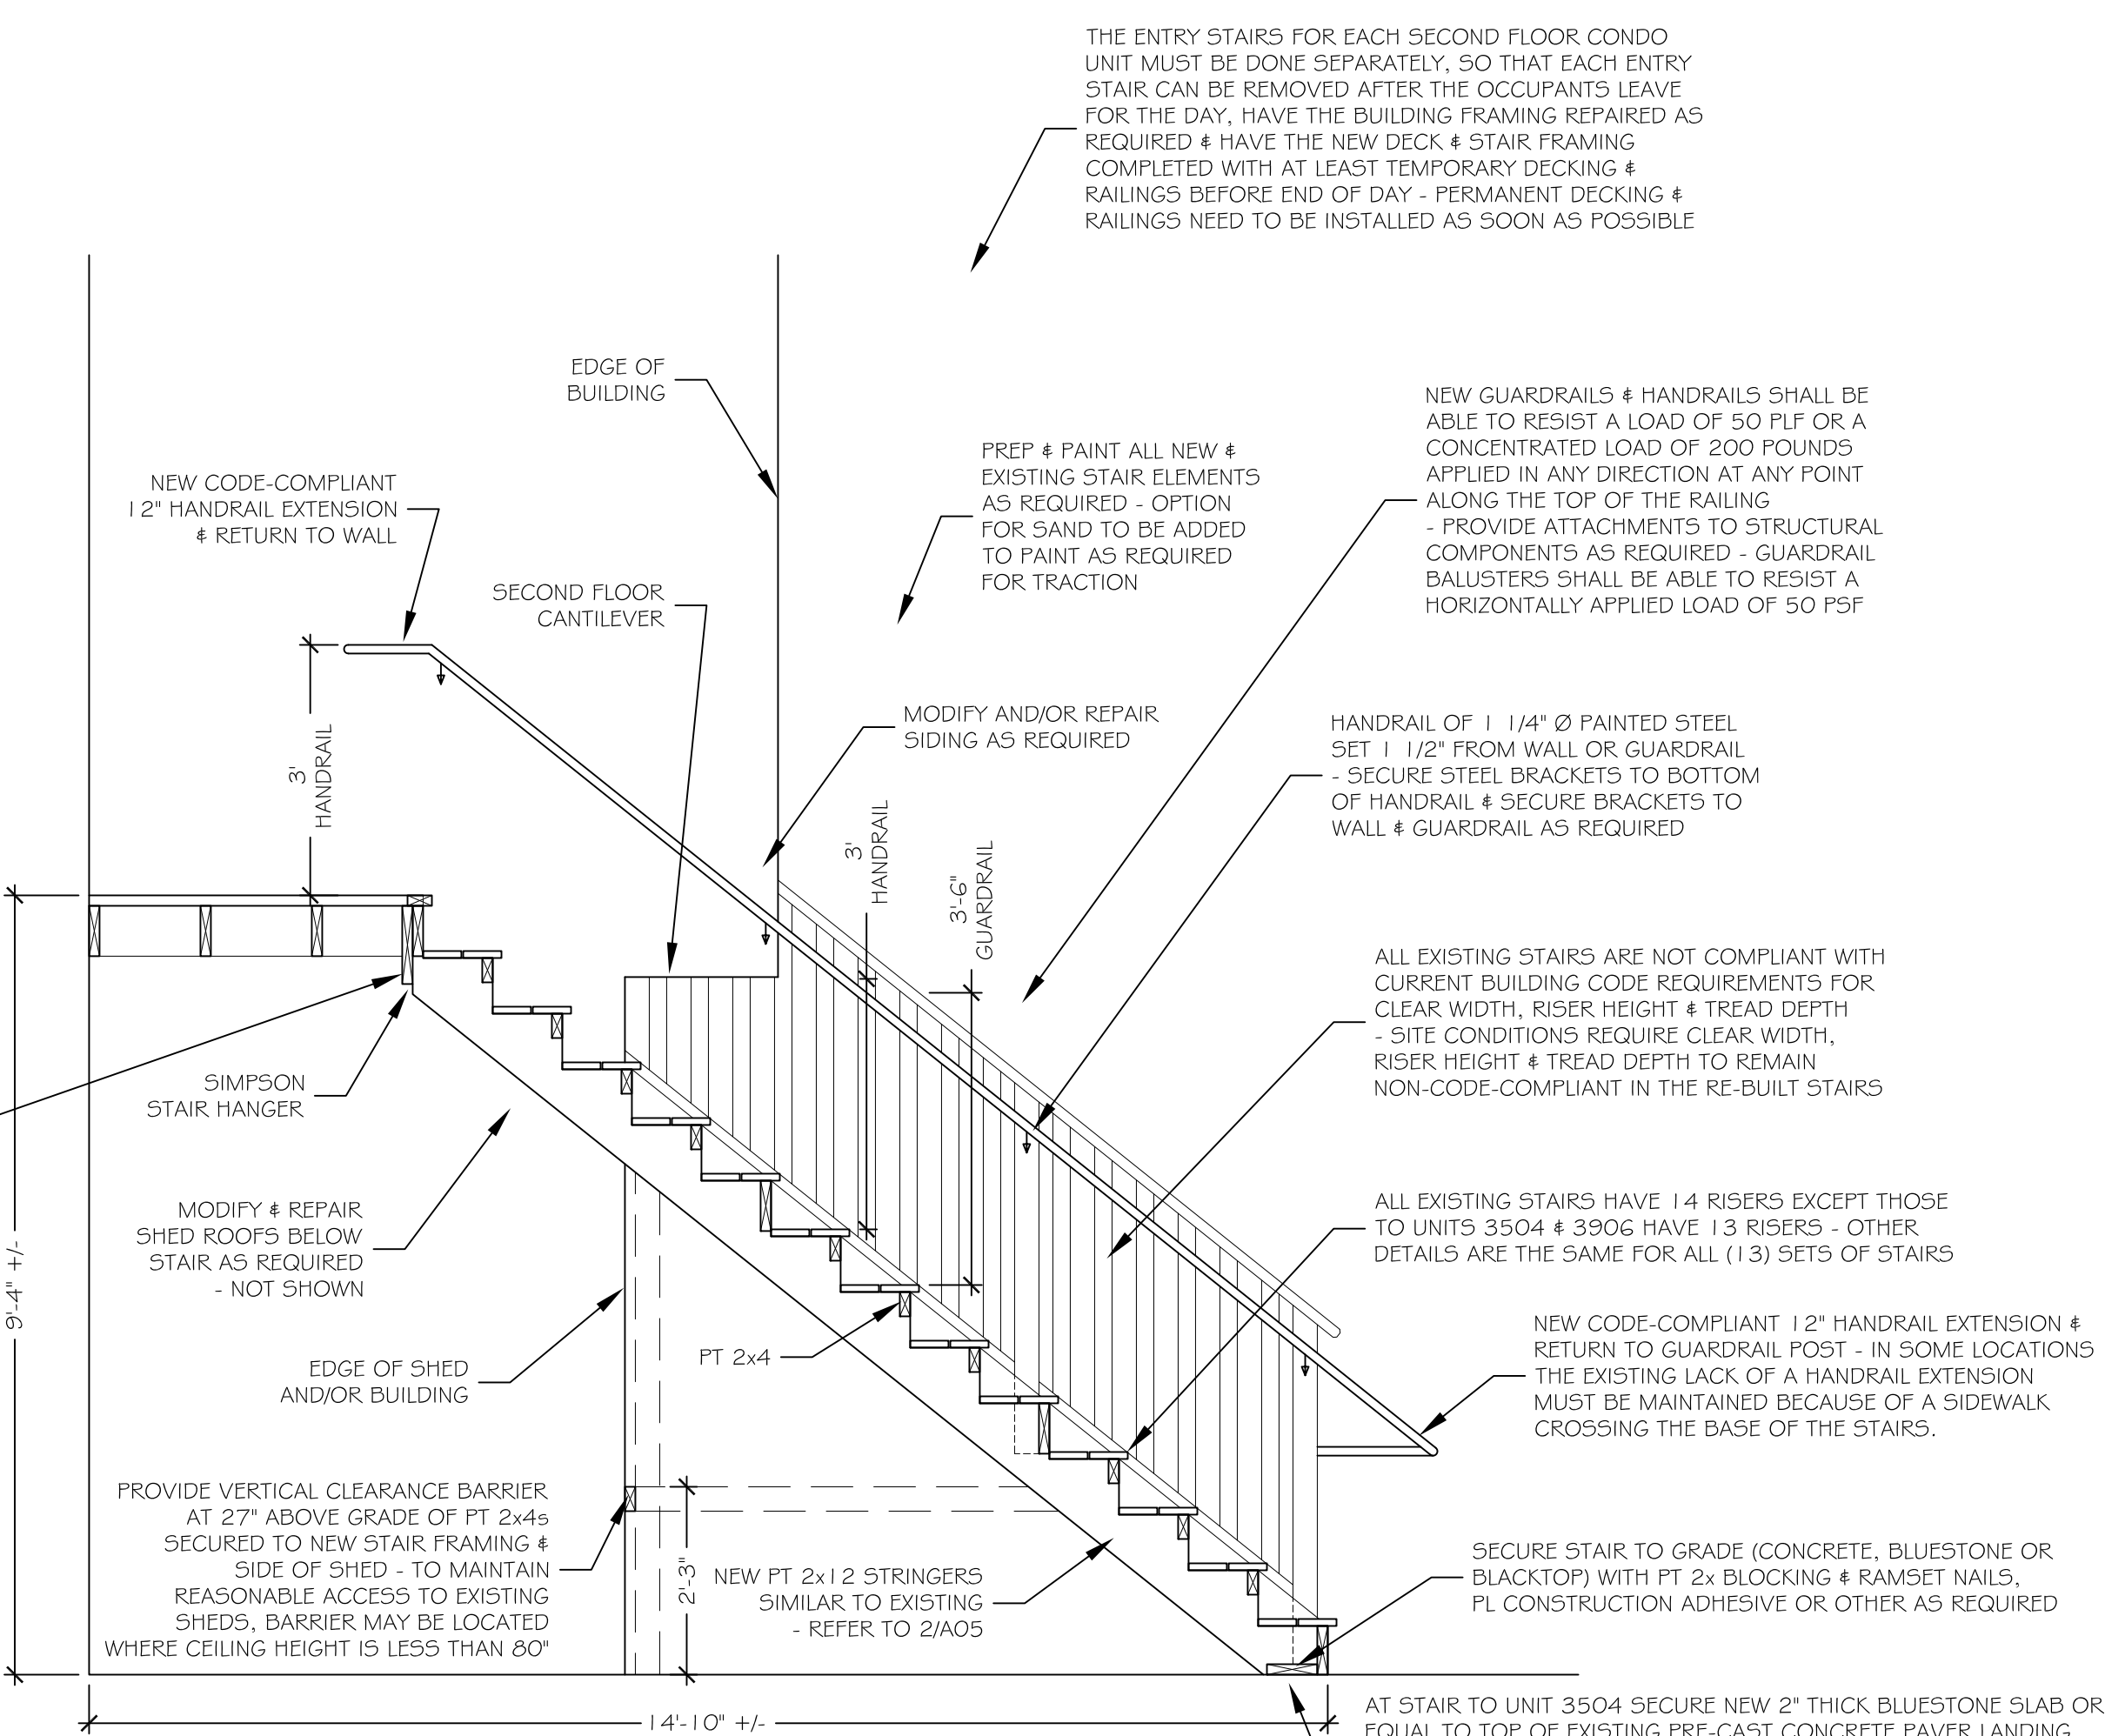 THE ENTRY STAIRS FOR EACH SECOND FLOOR CONDO
UNIT MUST BE DONE SEPARATELY, SO THAT EACH ENTRY
STAIR CAN BE REMOVED AFTER THE OCCUPANTS LEAVE
FOR THE DAY, HAVE THE BUILDING FRAMING REPAIRED AS
REQUIRED & HAVE THE NEW DECK & STAIR FRAMING
COMPLETED WITH AT LEAST TEMPORARY DECKING &
RAILINGS BEFORE END OF DAY - PERMANENT DECKING &
RAILINGS NEED TO BE INSTALLED AS SOON AS POSSIBLE
EDGE OF
BUILDING
NEW GUARDRAILS & HANDRAILS SHALL BE
ABLE TO RESIST A LOAD OF 50 PLF OR A
CONCENTRATED LOAD OF 200 POUNDS
APPLIED IN ANY DIRECTION AT ANY POINT
ALONG THE TOP OF THE RAILING
- PROVIDE ATTACHMENTS TO STRUCTURAL
COMPONENTS AS REQUIRED - GUARDRAIL
BALUSTERS SHALL BE ABLE TO RESIST A
HORIZONTALLY APPLIED LOAD OF 50 PSF
PREP & PAINT ALL NEW &
EXISTING STAIR ELEMENTS
AS REQUIRED - OPTION
FOR SAND TO BE ADDED
TO PAINT AS REQUIRED
FOR TRACTION
NEW CODE-COMPLIANT
12" HANDRAIL EXTENSION
& RETURN TO WALL
SECOND FLOOR
CANTILEVER
MODIFY AND/OR REPAIR
SIDING AS REQUIRED
HANDRAIL OF 1 1/4" Ø PAINTED STEEL
SET 1 1/2" FROM WALL OR GUARDRAIL
- SECURE STEEL BRACKETS TO BOTTOM
OF HANDRAIL & SECURE BRACKETS TO
WALL & GUARDRAIL AS REQUIRED
3'
HANDRAIL
3'
HANDRAIL
3'-6"
GUARDRAIL
ALL EXISTING STAIRS ARE NOT COMPLIANT WITH
CURRENT BUILDING CODE REQUIREMENTS FOR
CLEAR WIDTH, RISER HEIGHT & TREAD DEPTH
- SITE CONDITIONS REQUIRE CLEAR WIDTH,
RISER HEIGHT & TREAD DEPTH TO REMAIN
NON-CODE-COMPLIANT IN THE RE-BUILT STAIRS
SIMPSON
STAIR HANGER
ALL EXISTING STAIRS HAVE 14 RISERS EXCEPT THOSE
TO UNITS 3504 & 3906 HAVE 13 RISERS - OTHER
DETAILS ARE THE SAME FOR ALL (13) SETS OF STAIRS
MODIFY & REPAIR
SHED ROOFS BELOW
STAIR AS REQUIRED
- NOT SHOWN
9'-4" +/-
NEW CODE-COMPLIANT 12" HANDRAIL EXTENSION &
RETURN TO GUARDRAIL POST - IN SOME LOCATIONS
THE EXISTING LACK OF A HANDRAIL EXTENSION
MUST BE MAINTAINED BECAUSE OF A SIDEWALK
CROSSING THE BASE OF THE STAIRS.
PT 2x4
EDGE OF SHED
AND/OR BUILDING
PROVIDE VERTICAL CLEARANCE BARRIER
AT 27" ABOVE GRADE OF PT 2x4s
SECURED TO NEW STAIR FRAMING &
SIDE OF SHED - TO MAINTAIN
REASONABLE ACCESS TO EXISTING
SHEDS, BARRIER MAY BE LOCATED
WHERE CEILING HEIGHT IS LESS THAN 80"
2'-3"
NEW PT 2x12 STRINGERS
SIMILAR TO EXISTING
- REFER TO 2/A05
SECURE STAIR TO GRADE (CONCRETE, BLUESTONE OR
BLACKTOP) WITH PT 2x BLOCKING & RAMSET NAILS,
PL CONSTRUCTION ADHESIVE OR OTHER AS REQUIRED
14'-10" +/-
AT STAIR TO UNIT 3504 SECURE NEW 2" THICK BLUESTONE SLAB OR
EQUAL TO TOP OF EXISTING PRE-CAST CONCRETE PAVER LANDING